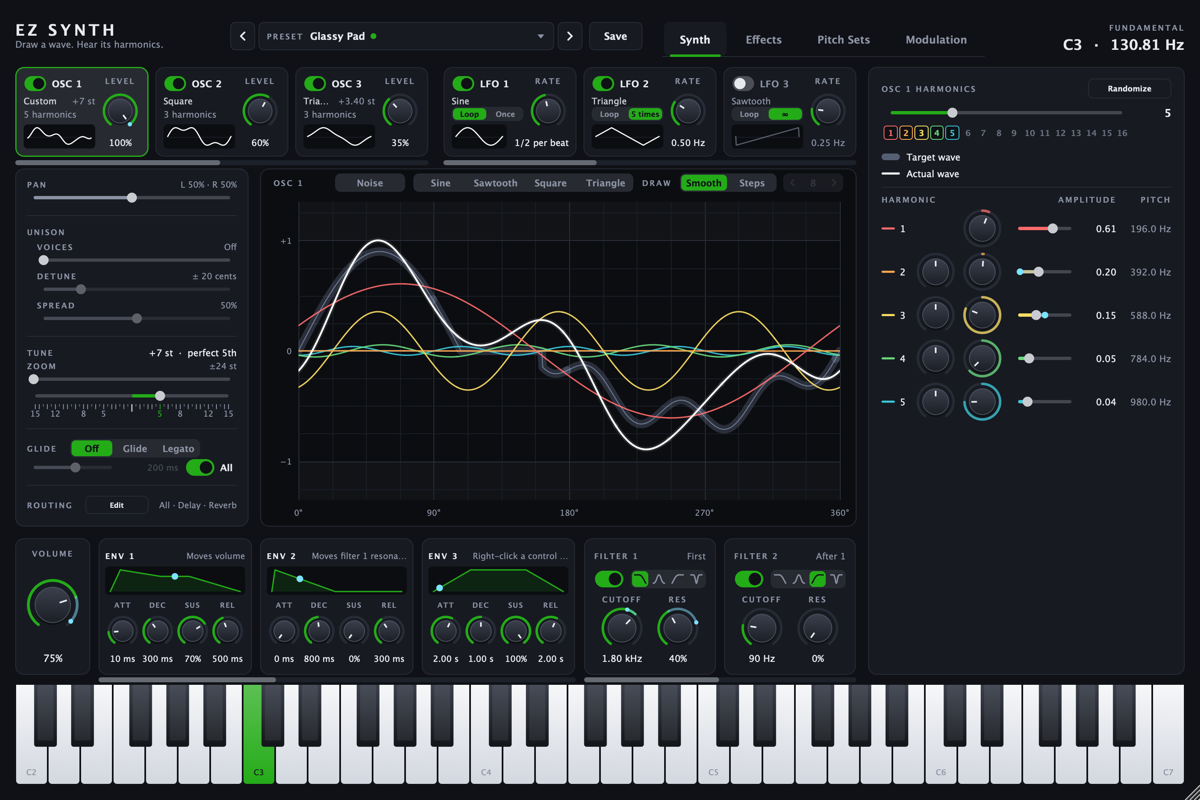 EZ SYNTH
Draw a wave. Hear its harmonics.
PRESET Glassy Pad
Save
Synth Effects Pitch Sets Modulation
FUNDAMENTAL
C3 · 130.81 Hz
OSC 1 LEVEL
Custom +7 st
5 harmonics
100%
OSC 2 LEVEL
Square
3 harmonics
60%
OSC 3 LEVEL
Tria... +3.40 st
3 harmonics
35%
LFO 1 RATE
Sine
Loop Once
1/2 per beat
LFO 2 RATE
Triangle
Loop 5 times
0.50 Hz
LFO 3 RATE
Sawtooth
Loop ∞
0.25 Hz
OSC 1 HARMONICS Randomize
5
1 2 3 4 5 6 7 8 9 10 11 12 13 14 15 16
Target wave
Actual wave
HARMONIC AMPLITUDE PITCH
1 0.61 196.0 Hz
2 0.20 392.0 Hz
3 0.15 588.0 Hz
4 0.05 784.0 Hz
5 0.04 980.0 Hz
PAN L 50% · R 50%
UNISON
VOICES Off
DETUNE ± 20 cents
SPREAD 50%
TUNE +7 st · perfect 5th
ZOOM ±24 st
15 12 8 5 5 8 12 15
GLIDE Off Glide Legato
200 ms All
ROUTING Edit All · Delay · Reverb
OSC 1 Noise Sine Sawtooth Square Triangle DRAW Smooth Steps 8
+1
0
−1
0° 90° 180° 270° 360°
VOLUME
75%
ENV 1 Moves volume
ATT DEC SUS REL
10 ms 300 ms 70% 500 ms
ENV 2 Moves filter 1 resona...
ATT DEC SUS REL
0 ms 800 ms 0% 300 ms
ENV 3 Right-click a control ...
ATT DEC SUS REL
2.00 s 1.00 s 100% 2.00 s
FILTER 1 First
CUTOFF RES
1.80 kHz 40%
FILTER 2 After 1
CUTOFF RES
90 Hz 0%
C2 C3 C4 C5 C6 C7